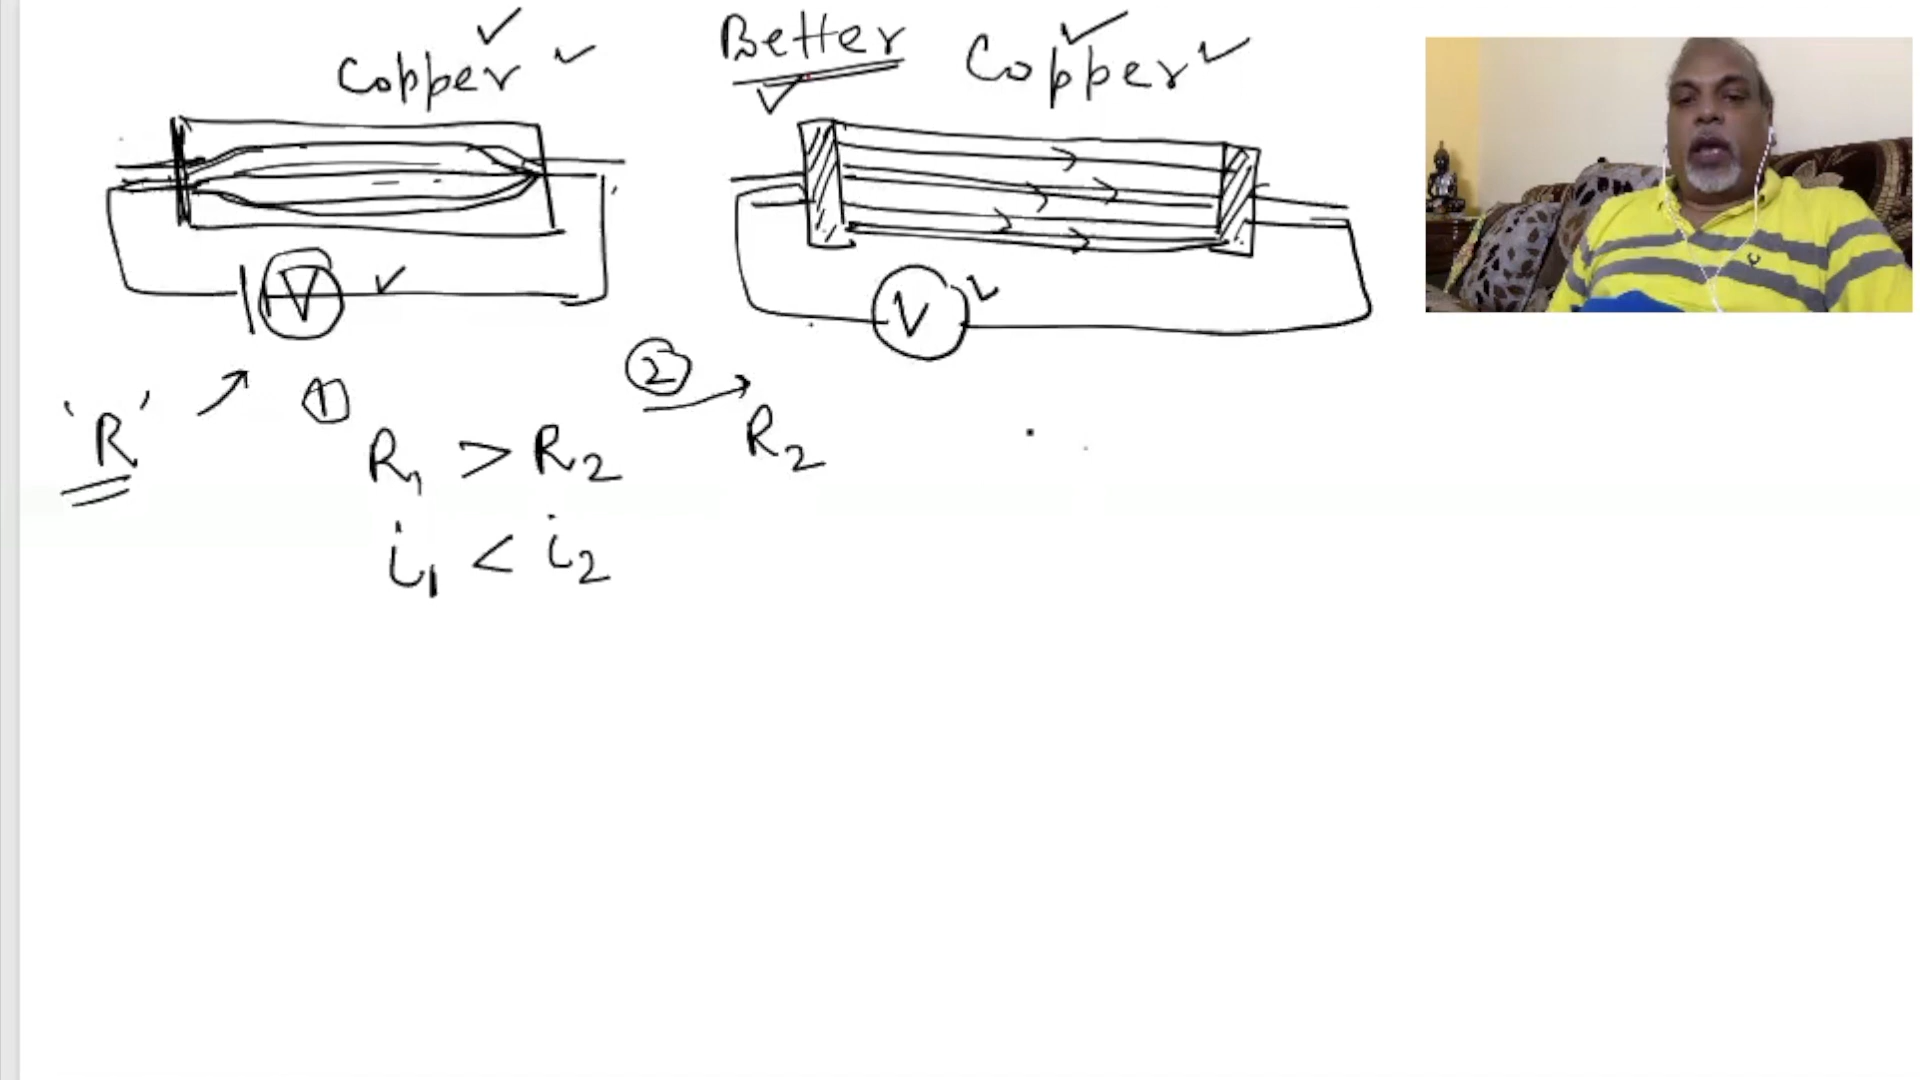 Copper
Better
Copper
V
V
'R'
1
2
R1 > R2
R2
i1 < i2